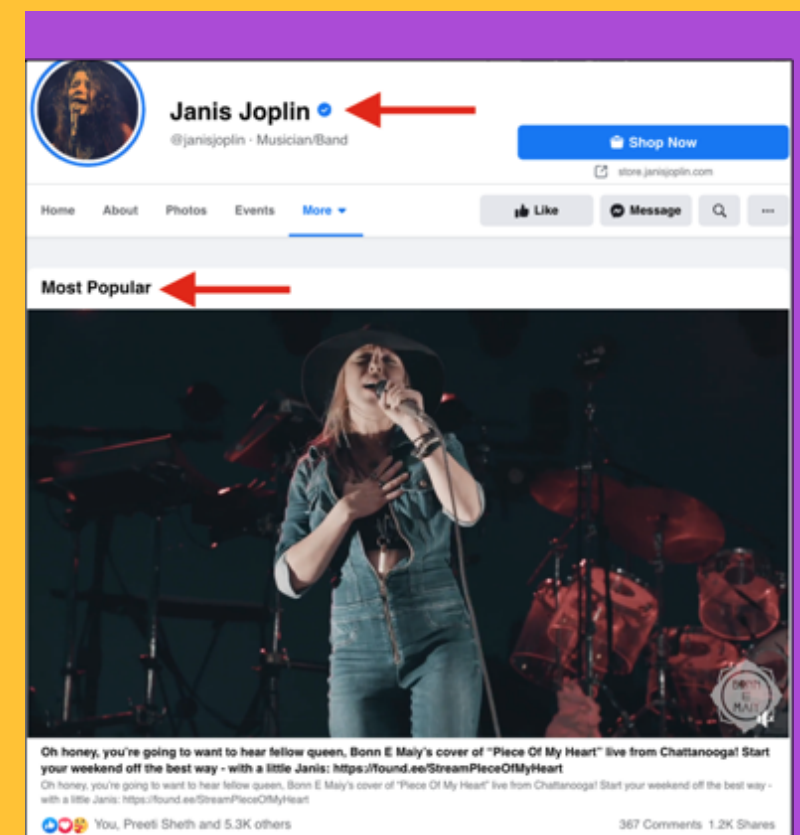 Janis Joplin
@janisjoplin · Musician/Band
Shop Now
store.janisjoplin.com
Home About Photos Events More
Like Message ···
Most Popular
BONN
E
MAIY
Oh honey, you're going to want to hear fellow queen, Bonn E Maiy's cover of "Piece Of My Heart" live from Chattanooga! Start
your weekend off the best way - with a little Janis: https://found.ee/StreamPieceOfMyHeart
Oh honey, you're going to want to hear fellow queen, Bonn E Maiy's cover of "Piece Of My Heart" live from Chattanooga! Start your weekend off the best way -
with a little Janis: https://found.ee/StreamPieceOfMyHeart
You, Preeti Sheth and 5.3K others 367 Comments 1.2K Shares